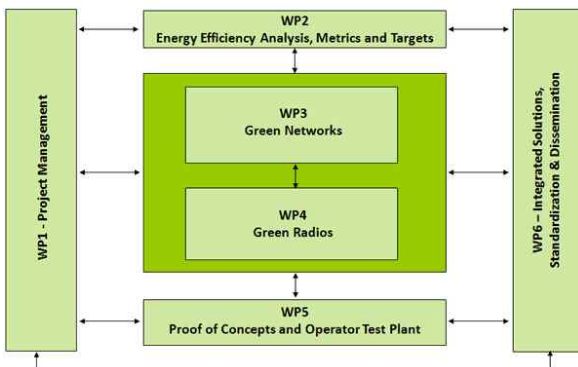 WP1 - Project Management
WP2
Energy Efficiency Analysis, Metrics and Targets
WP3
Green Networks
WP4
Green Radios
WP5
Proof of Concepts and Operator Test Plant
WP6 – Integrated Solutions,
Standardization & Dissemination